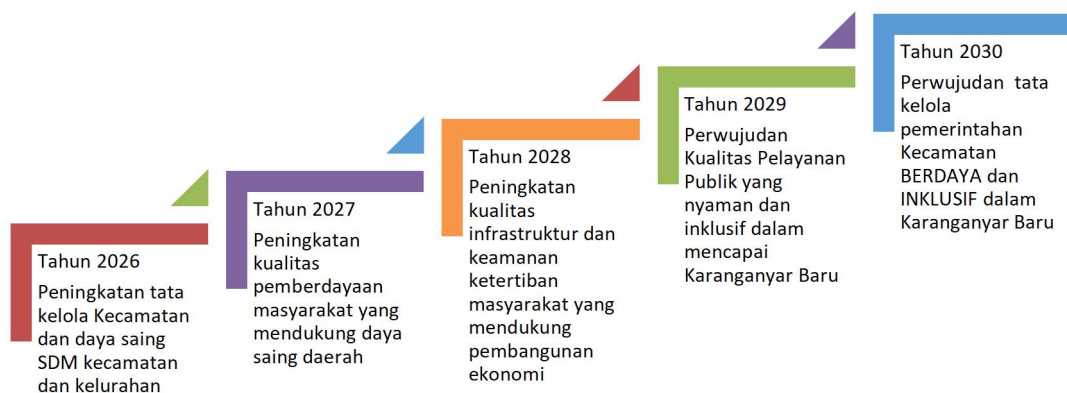 Tahun 2026
Peningkatan tata
kelola Kecamatan
dan daya saing
SDM kecamatan
dan kelurahan
Tahun 2027
Peningkatan
kualitas
pemberdayaan
masyarakat yang
mendukung daya
saing daerah
Tahun 2028
Peningkatan
kualitas
infrastruktur dan
keamanan
ketertiban
masyarakat yang
mendukung
pembangunan
ekonomi
Tahun 2029
Perwujudan
Kualitas Pelayanan
Publik yang
nyaman dan
inklusif dalam
mencapai
Karanganyar Baru
Tahun 2030
Perwujudan tata
kelola
pemerintahan
Kecamatan
BERDAYA dan
INKLUSIF dalam
Karanganyar Baru